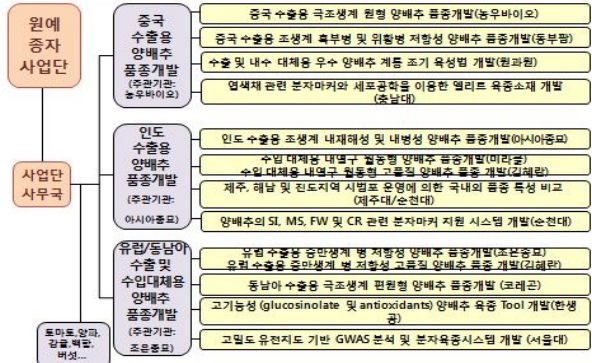 원예
종자
사업단
사업단
사무국
토마토,양파,
감귤,백합,
버섯...
중국
수출용
양배추
품종개발
(주관기관:
농우바이오)
중국 수출용 극조생계 원형 양배추 품종개발(농우바이오)
중국 수출용 조생계 흑부병 및 위황병 저항성 양배추 품종개발(동부팜)
수출 및 내수 대체용 우수 양배추 계통 조기 육성법 개발(원과원)
엽색채 관련 분자마커와 세포공학을 이용한 엘리트 육종소재 개발
(충남대)
인도
수출용
양배추
품종개발
(주관기관:
아시아종묘)
인도 수출용 조생계 내재해성 및 내병성 양배추 품종개발(아시아종묘)
수입 대체용 내열구 월동형 양배추 품종개발(미라클)
수입 대체용 내열구 월동형 고품질 양배추 품종 개발(김혜란)
제주, 해남 및 진도지역 시범포 운영에 의한 국내외 품종 특성 비교
(제주대/순천대)
양배추의 SI, MS, FW 및 CR 관련 분자마커 지원 시스템 개발(순천대)
유럽/동남아
수출 및
수입대체용
양배추
품종개발
(주관기관:
조은종묘)
유럽 수출용 중만생계 병 저항성 양배추 품종개발(조은종묘)
유럽 수출용 중만생계 병 저항성 고품질 양배추 품종 개발(김혜란)
동남아 수출용 극조생계 편원형 양배추 품종개발 (코레곤)
고기능성 (glucosinolate 및 antioxidants) 양배추 육종 Tool 개발(한생
공)
고밀도 유전지도 기반 GWAS 분석 및 분자육종시스템 개발 (서울대)